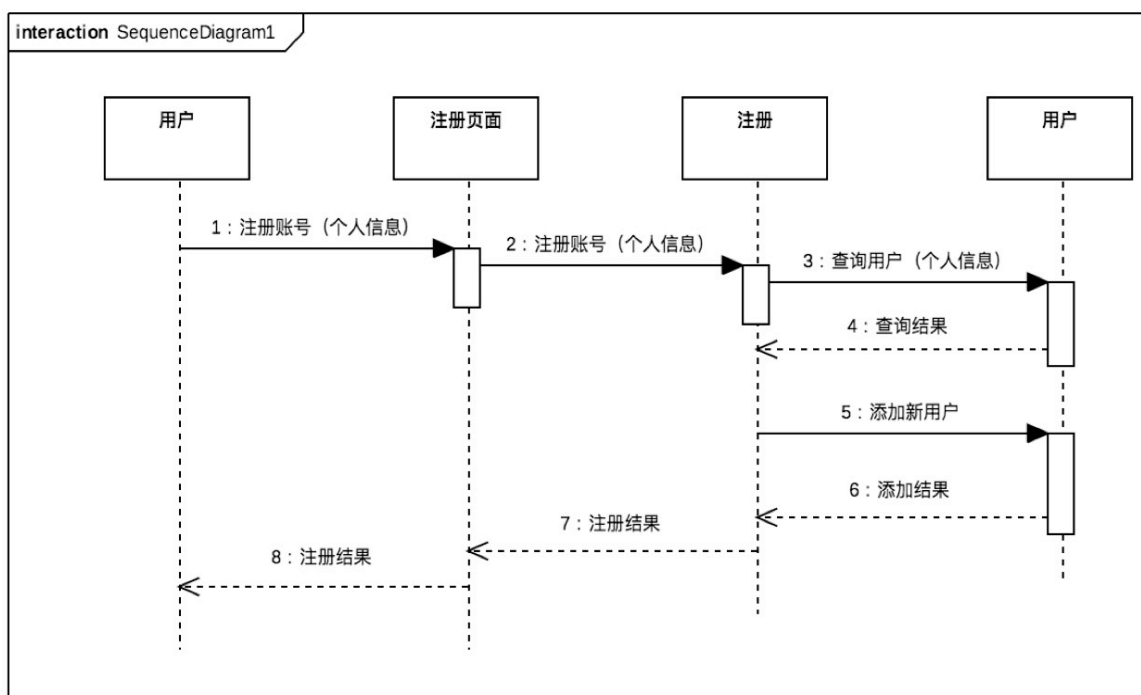 interaction SequenceDiagram1
用户
注册页面
注册
用户
1：注册账号（个人信息）
2：注册账号（个人信息）
3：查询用户（个人信息）
4：查询结果
5：添加新用户
6：添加结果
7：注册结果
8：注册结果